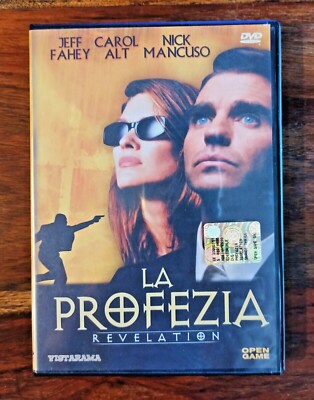 JEFF CAROL NICK
FAHEY ALT MANCUSO
DVD
LA
PROFEZIA
REVELATION
VISTARAMA
OPEN
GAME